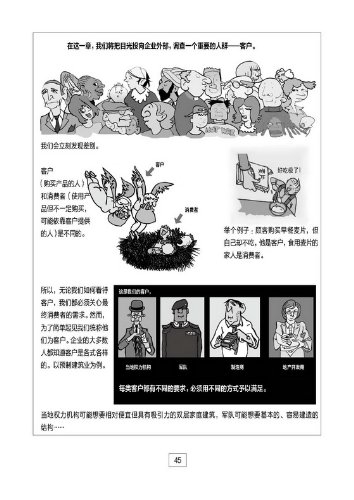 在这一章，我们将把目光投向企业外部，调查一个重要的人群——客户。
我们会立刻发现差别。
客户
（购买产品的人）
和消费者（使用产
品但不一定购买，
可能依靠客户提供
的人）是不同的。
客户
消费者
好吃极了！
举个例子：顾客购买早餐麦片，但
自己却不吃，他是客户，食用麦片的
家人是消费者。
所以，无论我们如何看待
客户，我们都必须关心最
终消费者的需求。然而，
为了简单起见我们统称他
们为客户。企业的大多数
人都知道客户是各式各样
的。以预制建筑业为例。
这是我们的客户。
当地权力机构
军队
制造商
地产开发商
每类客户都有不同的要求，必须用不同的方式予以满足。
当地权力机构可能想要相对便宜但具有吸引力的双层家庭建筑，军队可能想要基本的、容易建造的
结构……
45